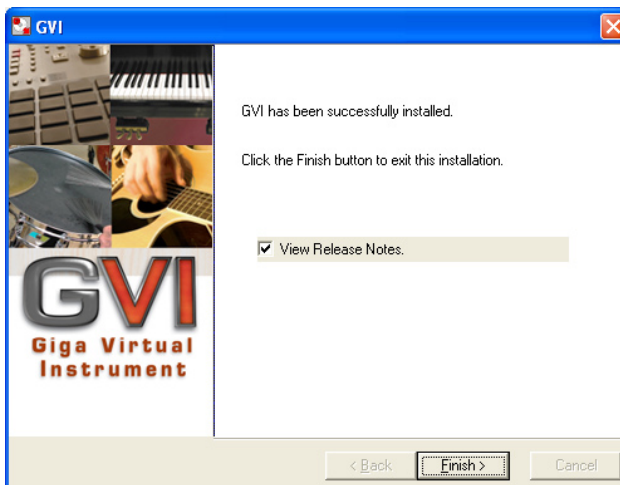 GVI
GVI has been successfully installed.
Click the Finish button to exit this installation.
View Release Notes.
GVI
Giga Virtual
Instrument
< Back
Finish >
Cancel